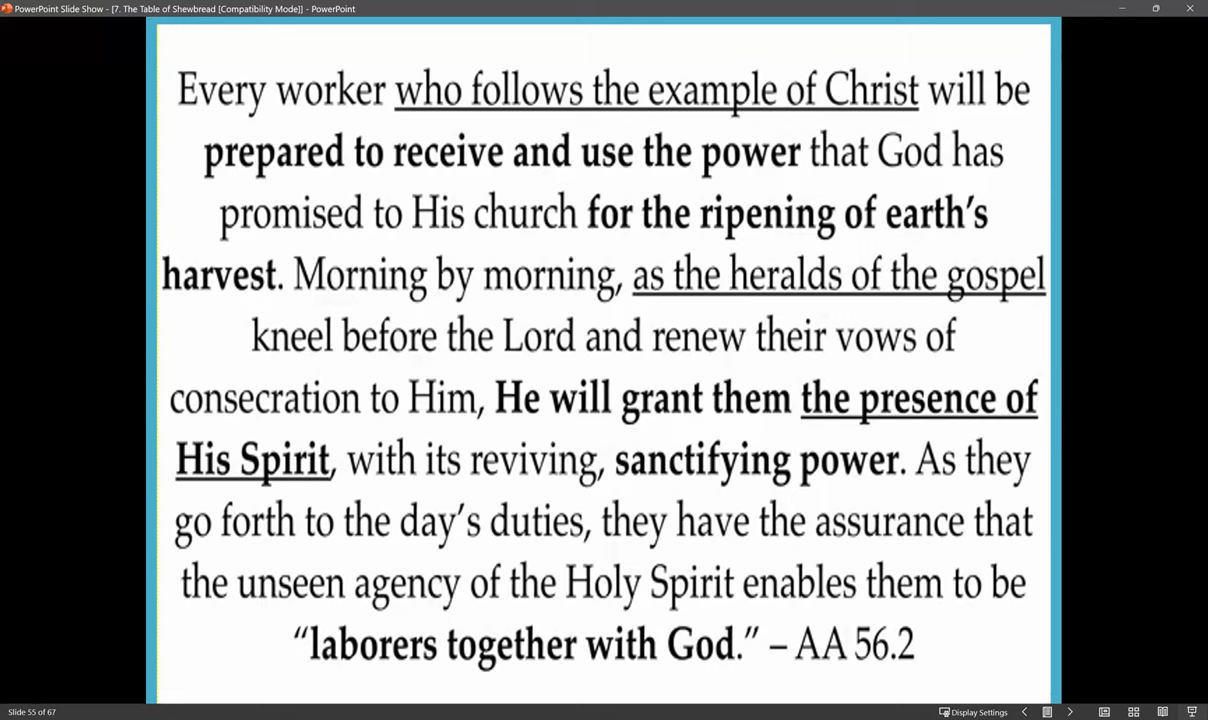 PowerPoint Slide Show - [7. The Table of Shewbread [Compatibility Mode]] - PowerPoint
Every worker who follows the example of Christ will be
prepared to receive and use the power that God has
promised to His church for the ripening of earth’s
harvest. Morning by morning, as the heralds of the gospel
kneel before the Lord and renew their vows of
consecration to Him, He will grant them the presence of
His Spirit, with its reviving, sanctifying power. As they
go forth to the day’s duties, they have the assurance that
the unseen agency of the Holy Spirit enables them to be
“laborers together with God.” – AA 56.2
Slide 55 of 67
Display Settings